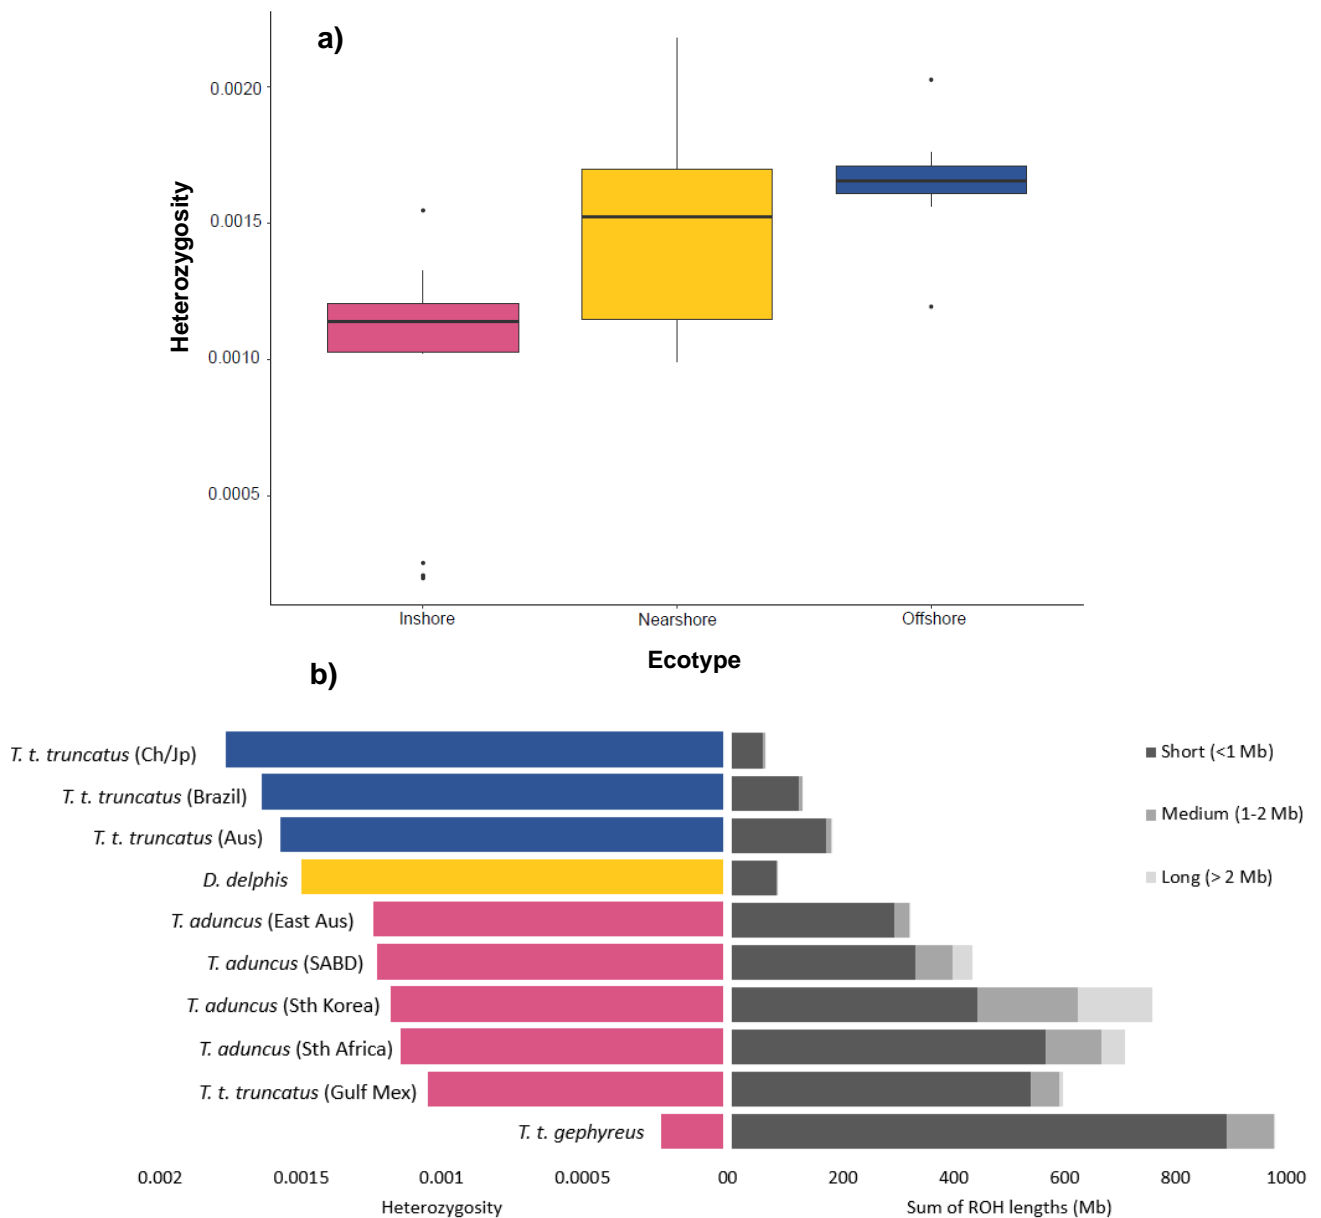 a)
0.0020
0.0015
0.0010
0.0005
Heterozygosity
Inshore Nearshore Offshore
Ecotype
b)
T. t. truncatus (Ch/Jp)
T. t. truncatus (Brazil)
T. t. truncatus (Aus)
D. delphis
T. aduncus (East Aus)
T. aduncus (SABD)
T. aduncus (Sth Korea)
T. aduncus (Sth Africa)
T. t. truncatus (Gulf Mex)
T. t. gephyreus
Short (<1 Mb)
Medium (1-2 Mb)
Long (> 2 Mb)
0.002 0.0015 0.001 0.0005 00 200 400 600 800 1000
Heterozygosity Sum of ROH lengths (Mb)